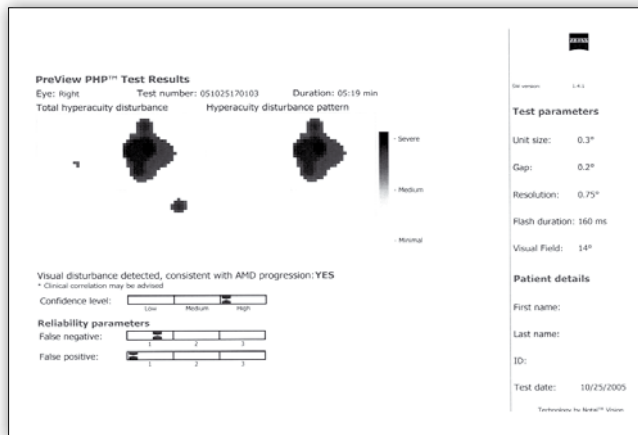 ZEISS
PreView PHP™ Test Results
Eye: Right Test number: 051025170103 Duration: 05:19 min
Total hyperacuity disturbance Hyperacuity disturbance pattern
- Severe
- Medium
- Minimal
Visual disturbance detected, consistent with AMD progression: YES
* Clinical correlation may be advised
Confidence level:
Low Medium High
Reliability parameters
False negative:
1 2 3
False positive:
1 2 3
SW version: 1.4.1
Test parameters
Unit size: 0.3°
Gap: 0.2°
Resolution: 0.75°
Flash duration: 160 ms
Visual Field: 14°
Patient details
First name:
Last name:
ID:
Test date: 10/25/2005
Technology by Notal™ Vision